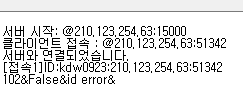 서버 시작: @210,123,254,63:15000
클라이언트 접속 : @210,123,254,63:51342
서버와 연결되었습니다,
[접속1]ID:kdw0923:210,123,254,63:51342
102&False&id error&